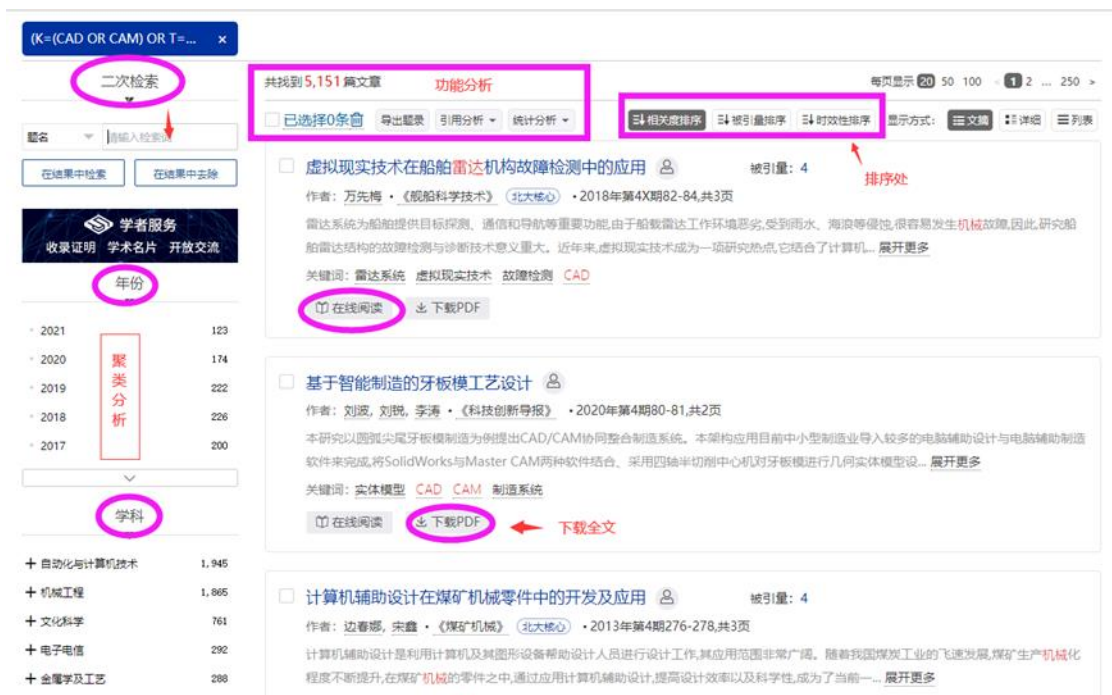 (K=(CAD OR CAM) OR T=... ×
二次检索
题名 请输入检索词
在结果中检索 在结果中去除
学者服务
收录证明 学术名片 开放交流
年份
2021 123
2020 174
2019 222
2018 226
2017 200
聚类分析
学科
自动化与计算机技术 1,945
机械工程 1,865
文化科学 761
电子电信 292
金属学及工艺 288
共找到5,151篇文章 功能分析 每页显示 20 50 100 < 1 2 ... 250 >
已选择0条 导出题录 引用分析 统计分析 相关度排序 被引量排序 时效性排序 显示方式: 文摘 详细 列表
排序处
虚拟现实技术在船舶雷达机构故障检测中的应用 被引量: 4
作者: 万先梅 •《舰船科学技术》 北大核心 •2018年第4X期82-84,共3页
雷达系统为船舶提供目标探测、通信和导航等重要功能,由于船载雷达工作环境恶劣,受到雨水、海浪等侵蚀,很容易发生机械故障,因此,研究船
舶雷达结构的故障检测与诊断技术意义重大。近年来,虚拟现实技术成为一项研究热点,它结合了计算机... 展开更多
关键词: 雷达系统 虚拟现实技术 故障检测 CAD
在线阅读 下载PDF
基于智能制造的牙板模工艺设计
作者: 刘波, 刘锐, 李涛 •《科技创新导报》 •2020年第4期80-81,共2页
本研究以圆弧尖尾牙板模制造为例提出CAD/CAM协同整合制造系统。本架构应用目前中小型制造业导入较多的电脑辅助设计与电脑辅助制造
软件来完成,将SolidWorks与Master CAM两种软件结合、采用四轴半切削中心机对牙板模进行几何实体模型设... 展开更多
关键词: 实体模型 CAD CAM 制造系统
在线阅读 下载PDF 下载全文
计算机辅助设计在煤矿机械零件中的开发及应用 被引量: 4
作者: 边春娜, 宋鑫 •《煤矿机械》 北大核心 •2013年第4期276-278,共3页
计算机辅助设计是利用计算机及其图形设备帮助设计人员进行设计工作,其应用范围非常广阔。随着我国煤炭工业的飞速发展,煤矿生产机械化
程度不断提升,在煤矿机械的零件之中,通过应用计算机辅助设计,提高设计效率以及科学性,成为了当前一... 展开更多